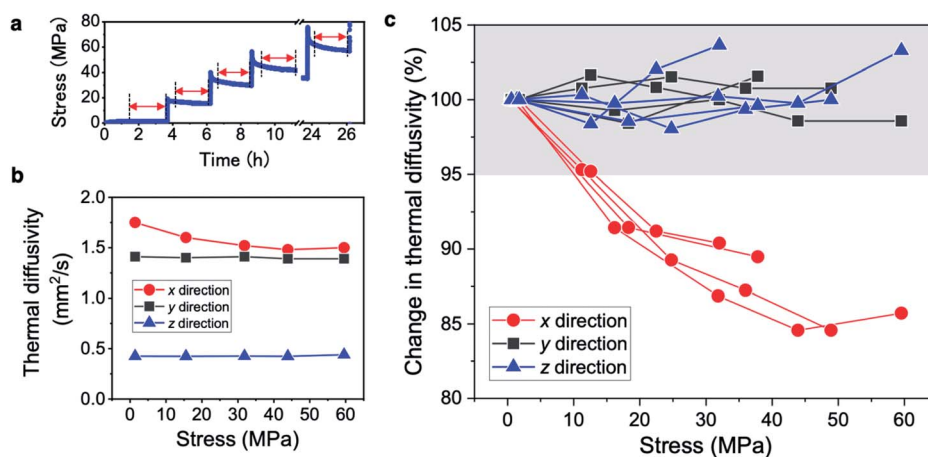 a
80
60
40
20
0
Stress (MPa)
0 2 4 6 8 10 24 26
Time (h)
b
2.0
1.5
1.0
0.5
0.0
Thermal diffusivity
(mm²/s)
x direction
y direction
z direction
0 10 20 30 40 50 60
Stress (MPa)
c
105
100
95
90
85
80
Change in thermal diffusivity (%)
x direction
y direction
z direction
0 10 20 30 40 50 60
Stress (MPa)